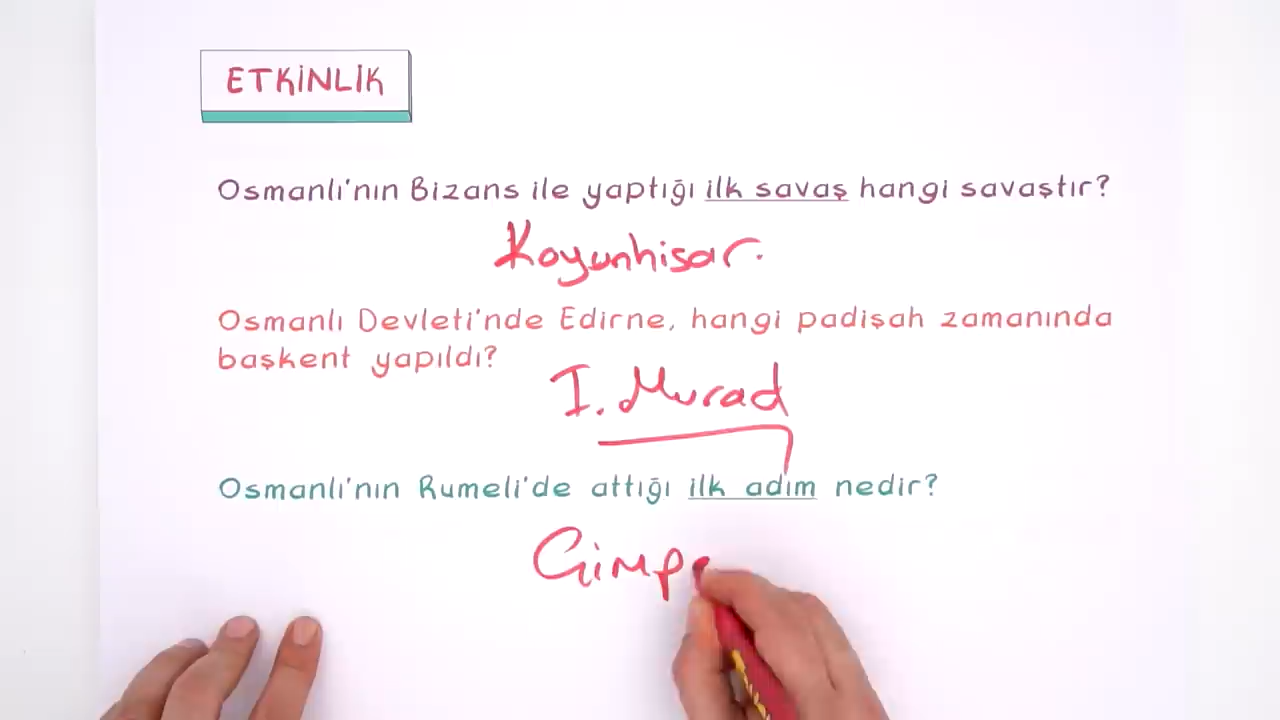 ETKİNLİK
Osmanlı'nın Bizans ile yaptığı ilk savaş hangi savaştır?
Koyunhisar.
Osmanlı Devleti'nde Edirne, hangi padişah zamanında
başkent yapıldı?
I. Murad
Osmanlı'nın Rumeli'de attığı ilk adım nedir?